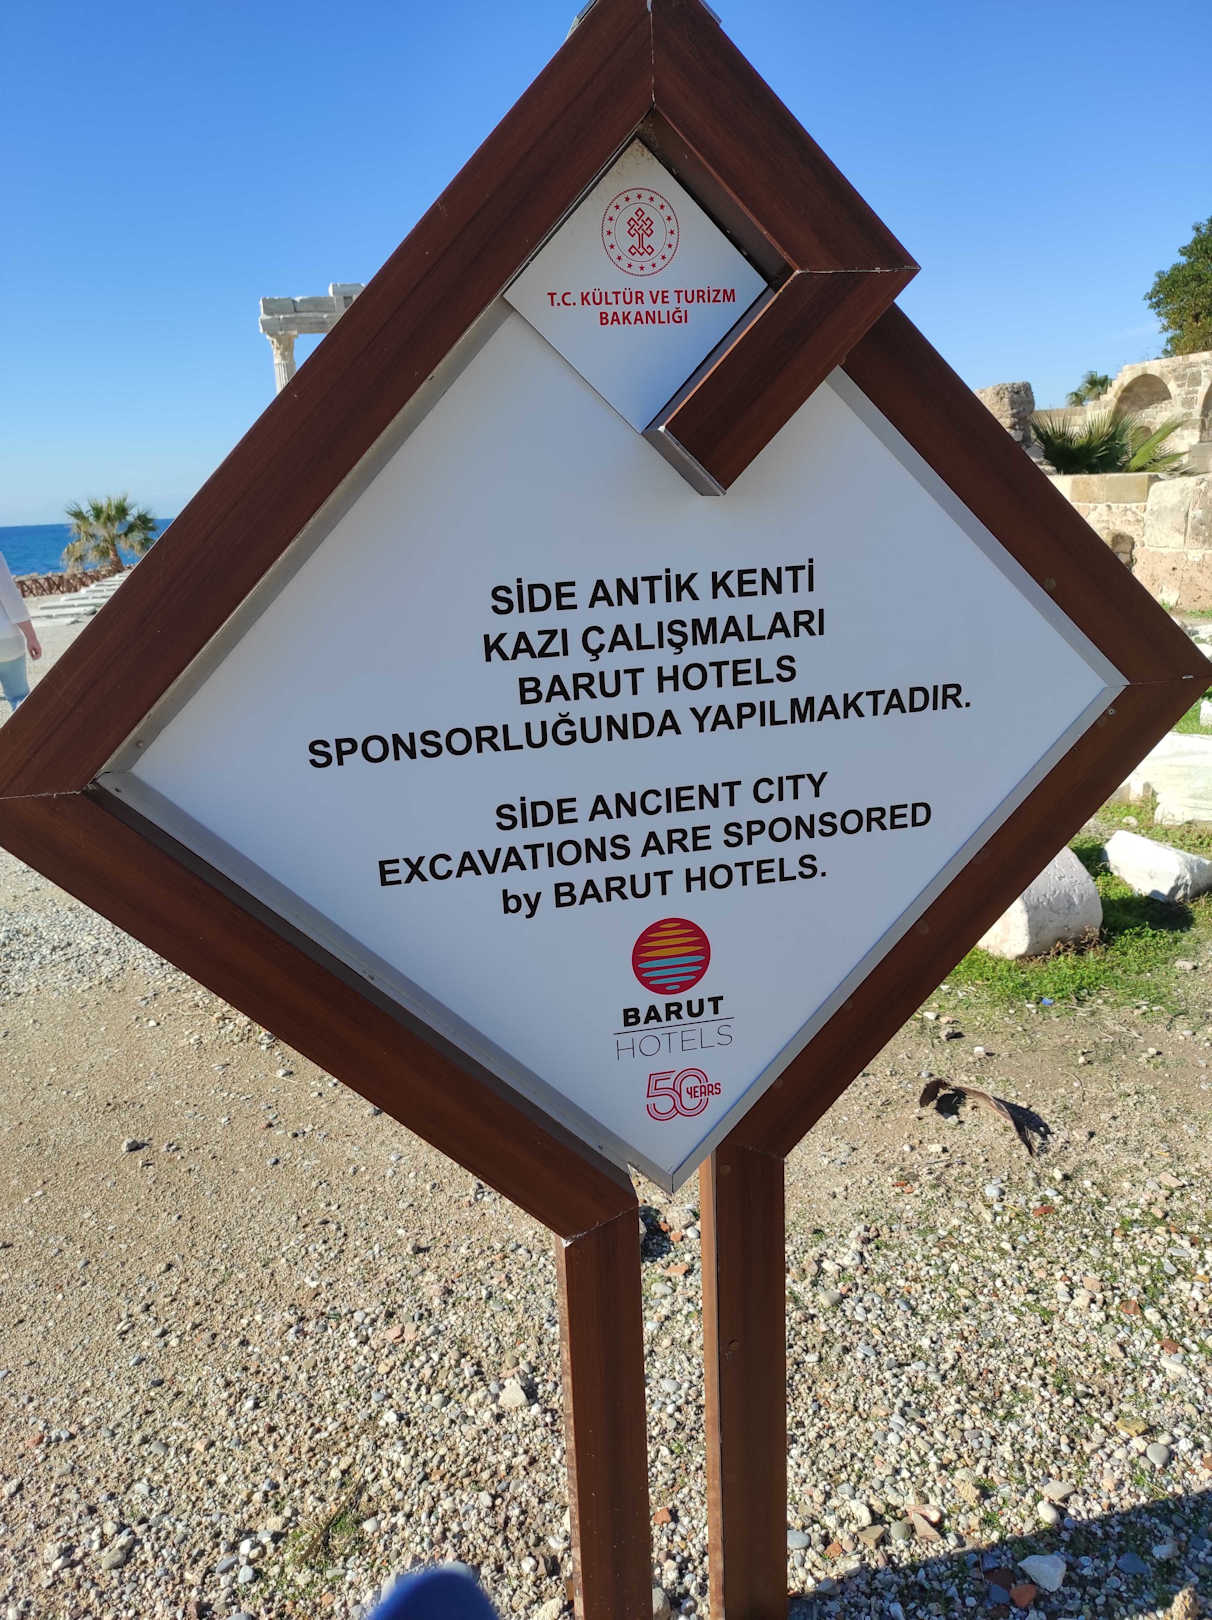 T.C. KÜLTÜR VE TURİZM
BAKANLIĞI
SİDE ANTİK KENTİ
KAZI ÇALIŞMALARI
BARUT HOTELS
SPONSORLUĞUNDA YAPILMAKTADIR.
SİDE ANCIENT CITY
EXCAVATIONS ARE SPONSORED
by BARUT HOTELS.
BARUT
HOTELS
50 YEARS